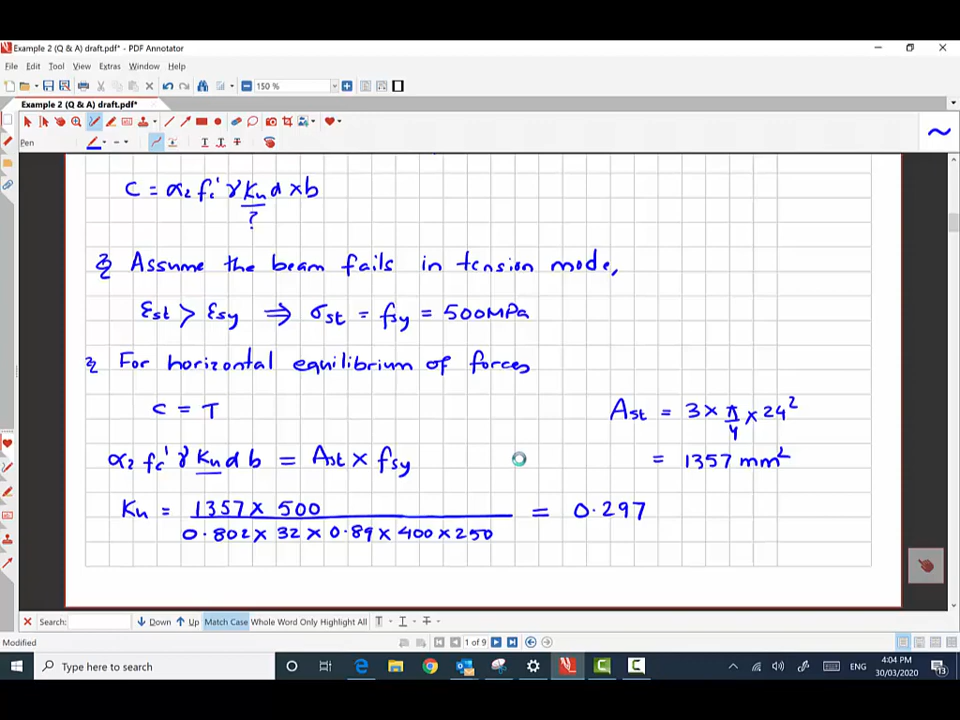 Example 2 (Q & A) draft.pdf* - PDF Annotator
File Edit Tool View Extras Window Help
150 %
Example 2 (Q & A) draft.pdf*
Pen
C = α₂ fc' γ Ku d × b
?
Assume the beam fails in tension mode,
εst > εsy ⇒ σst = fsy = 500MPa
For horizontal equilibrium of forces
C = T
Ast = 3 × π/4 × 24²
α₂ fc' γ Ku d b = Ast × fsy
= 1357 mm²
Ku = 1357 × 500 / 0.802 × 32 × 0.89 × 400 × 250 = 0.297
Search: Down Up Match Case Whole Word Only Highlight All
Modified
1 of 9
Type here to search
ENG
4:04 PM
30/03/2020
13